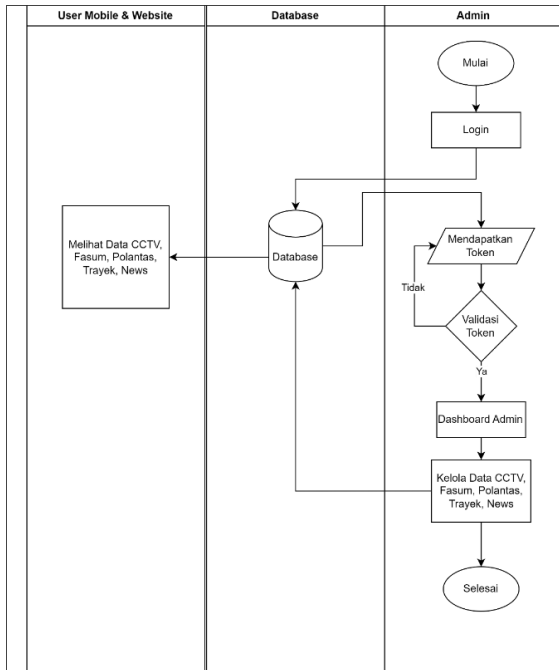 User Mobile & Website
Database
Admin
Mulai
Login
Melihat Data CCTV,
Fasum, Polantas,
Trayek, News
Database
Mendapatkan
Token
Tidak
Validasi
Token
Ya
Dashboard Admin
Kelola Data CCTV,
Fasum, Polantas,
Trayek, News
Selesai